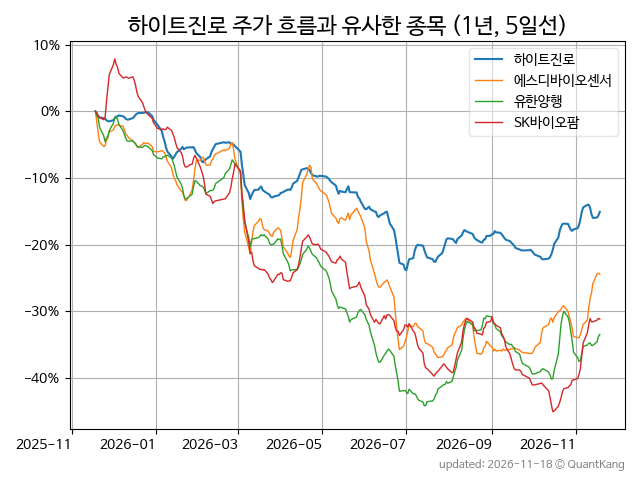 하이트진로 주가 흐름과 유사한 종목 (1년, 5일선)
10%
0%
−10%
−20%
−30%
−40%
하이트진로
에스디바이오센서
유한양행
SK바이오팜
2025-11
2026-01
2026-03
2026-05
2026-07
2026-09
2026-11
updated: 2026-11-18 © QuantKang